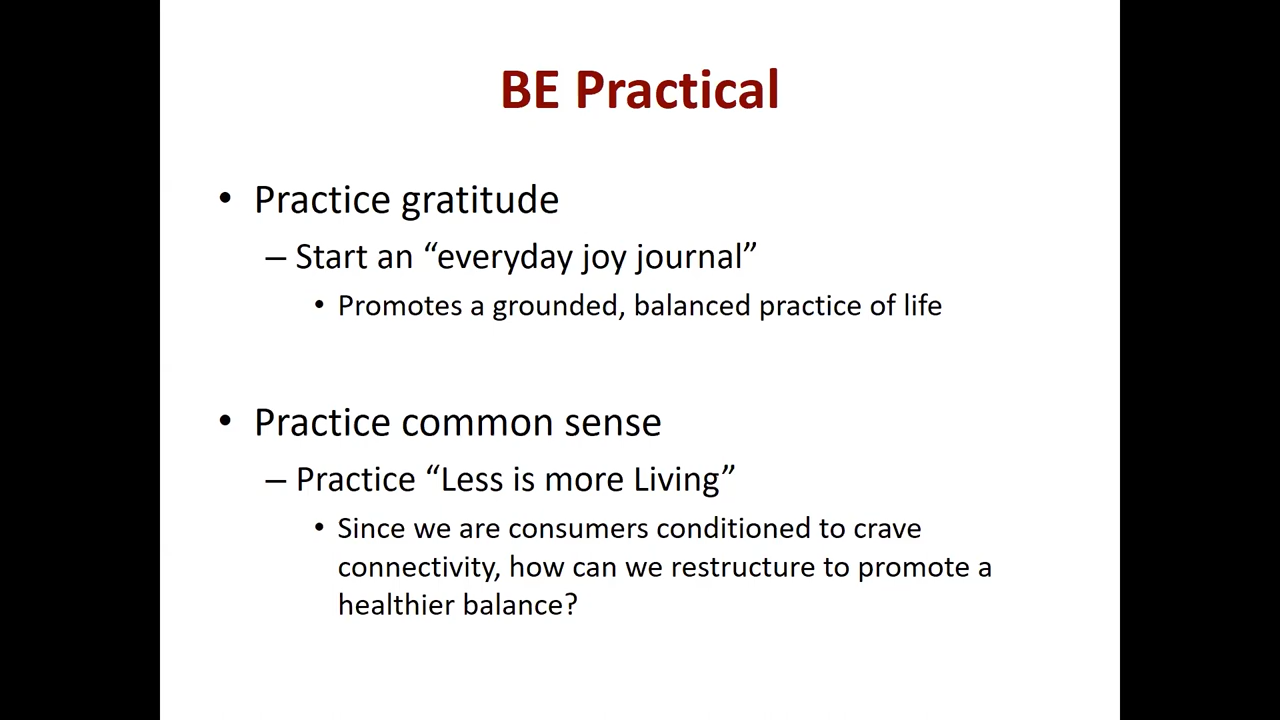 BE Practical
• Practice gratitude
– Start an “everyday joy journal”
• Promotes a grounded, balanced practice of life
• Practice common sense
– Practice “Less is more Living”
• Since we are consumers conditioned to crave
connectivity, how can we restructure to promote a
healthier balance?